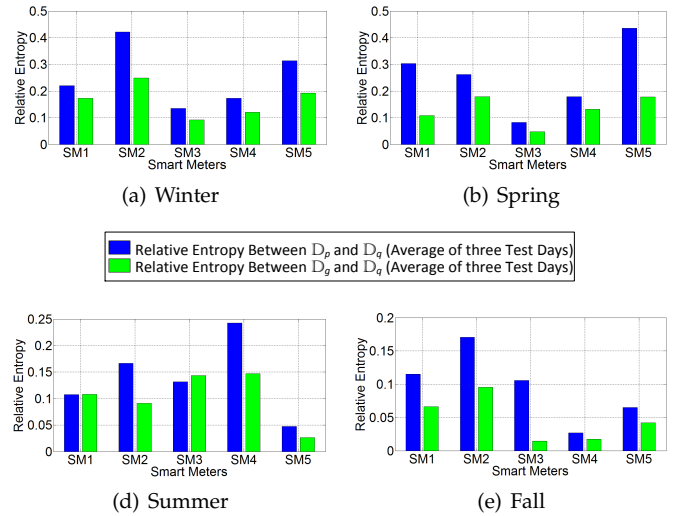 0.5
0.4
0.3
0.2
0.1
0
Relative Entropy
SM1 SM2 SM3 SM4 SM5
Smart Meters
(a) Winter
0.5
0.4
0.3
0.2
0.1
0
Relative Entropy
SM1 SM2 SM3 SM4 SM5
Smart Meters
(b) Spring
Relative Entropy Between 𝔻p and 𝔻q (Average of three Test Days)
Relative Entropy Between 𝔻g and 𝔻q (Average of three Test Days)
0.25
0.2
0.15
0.1
0.05
0
Relative Entropy
SM1 SM2 SM3 SM4 SM5
Smart Meters
(d) Summer
0.2
0.15
0.1
0.05
0
Relative Entropy
SM1 SM2 SM3 SM4 SM5
Smart Meters
(e) Fall